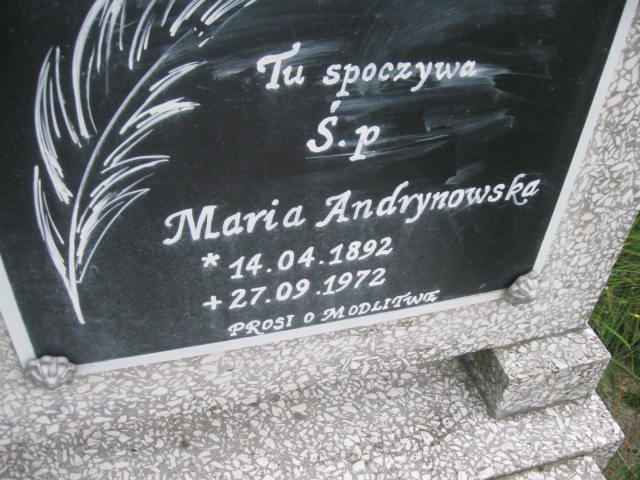 Tu spoczywa
Ś.p
Maria Andrynowska
* 14.04.1892
+ 27.09.1972
PROSI O MODLITWĘ